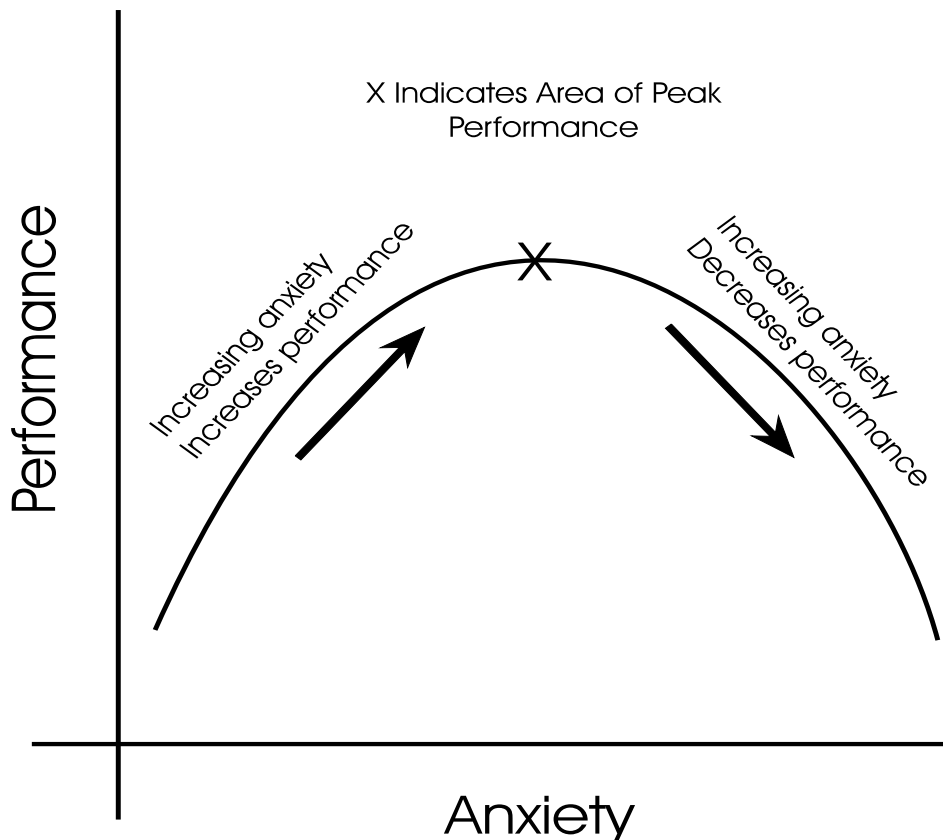 X Indicates Area of Peak
Performance
Performance
Increasing anxiety
Increases performance
X
Increasing anxiety
Decreases performance
Anxiety